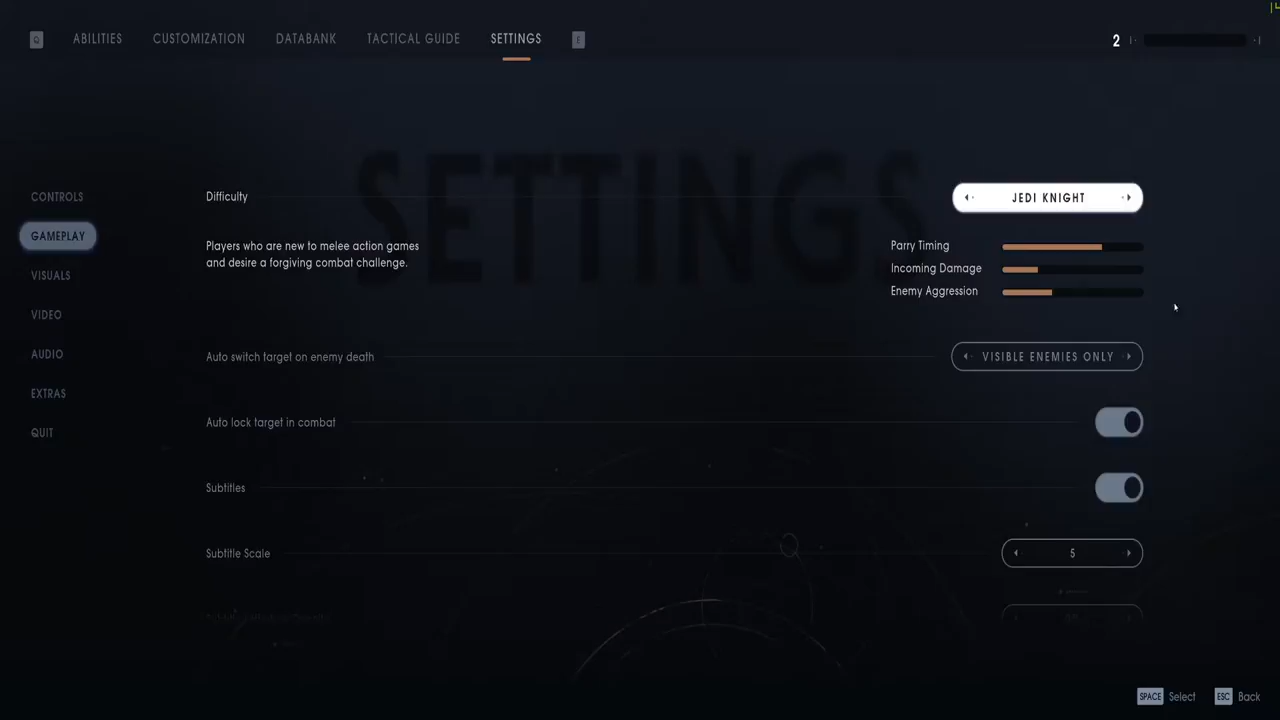 Q ABILITIES CUSTOMIZATION DATABANK TACTICAL GUIDE SETTINGS E 2
SETTINGS
CONTROLS
GAMEPLAY
VISUALS
VIDEO
AUDIO
EXTRAS
QUIT
Difficulty JEDI KNIGHT
Players who are new to melee action games
and desire a forgiving combat challenge.
Parry Timing
Incoming Damage
Enemy Aggression
Auto switch target on enemy death VISIBLE ENEMIES ONLY
Auto lock target in combat
Subtitles
Subtitle Scale 5
SPACE Select ESC Back